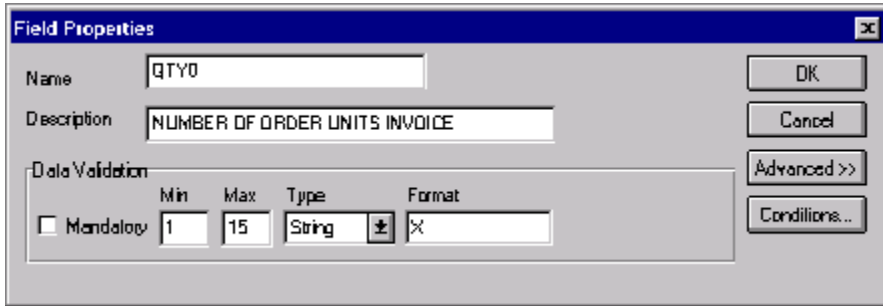 Field Properties
Name QTY0 OK
Description NUMBER OF ORDER UNITS INVOICE Cancel
Data Validation Advanced >>
Min Max Type Format
Mandatory 1 15 String X Conditions...